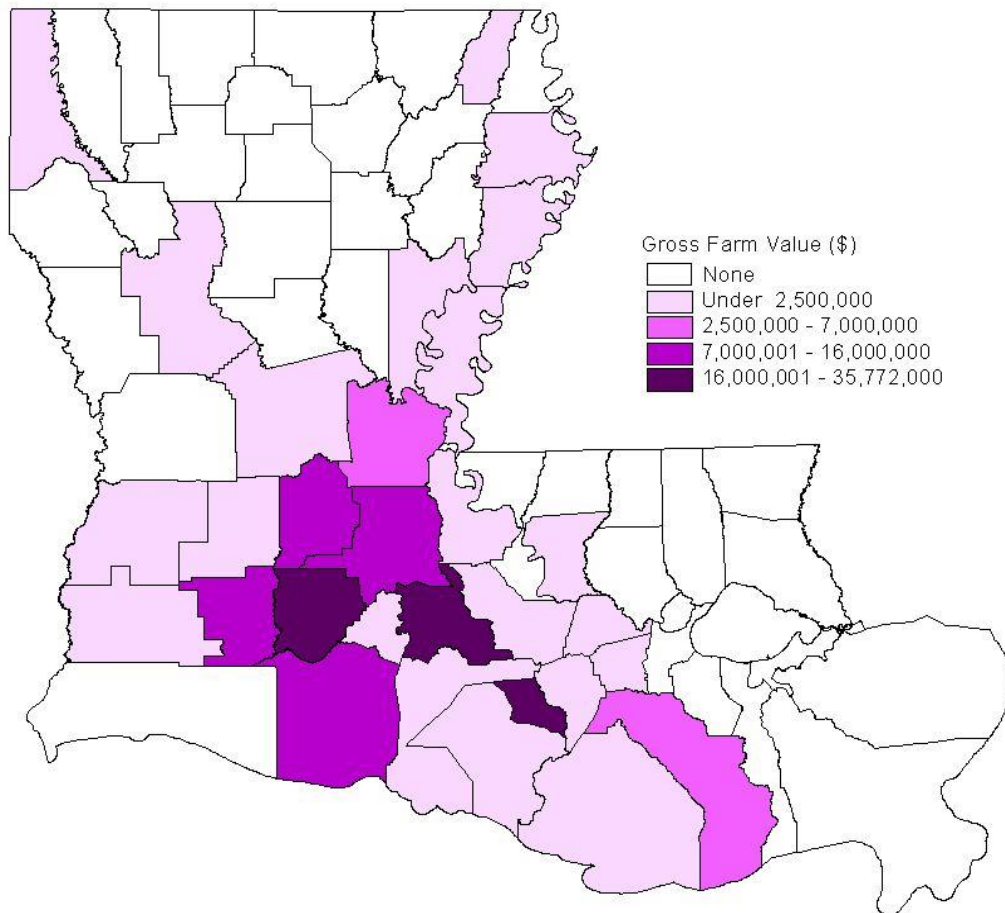 Gross Farm Value ($)
None
Under 2,500,000
2,500,000 - 7,000,000
7,000,001 - 16,000,000
16,000,001 - 35,772,000